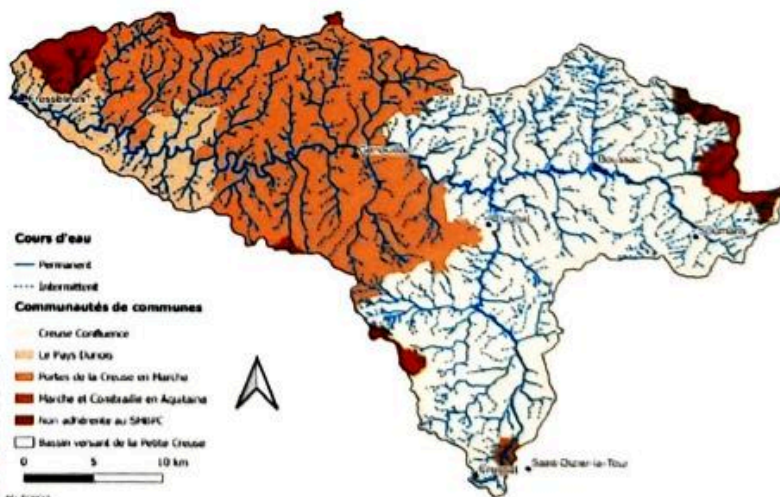 Boussac
Cours d'eau
Permanent
Intermittent
Communautés de communes
Creuse Confluence
Le Pays Dunois
Portes de la Creuse en Marche
Marche et Combraille en Aquitaine
Non adhérente au SMBPC
Bassin versant de la Petite Creuse
0 5 10 km
Saint-Dizier-la-Tour